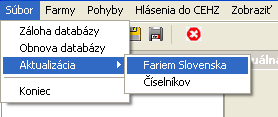 Súbor Farmy Pohyby Hlásenia do CEHZ Zobraziť
Záloha databázy
Obnova databázy
Aktualizácia
Fariem Slovenska
Číselníkov
Koniec